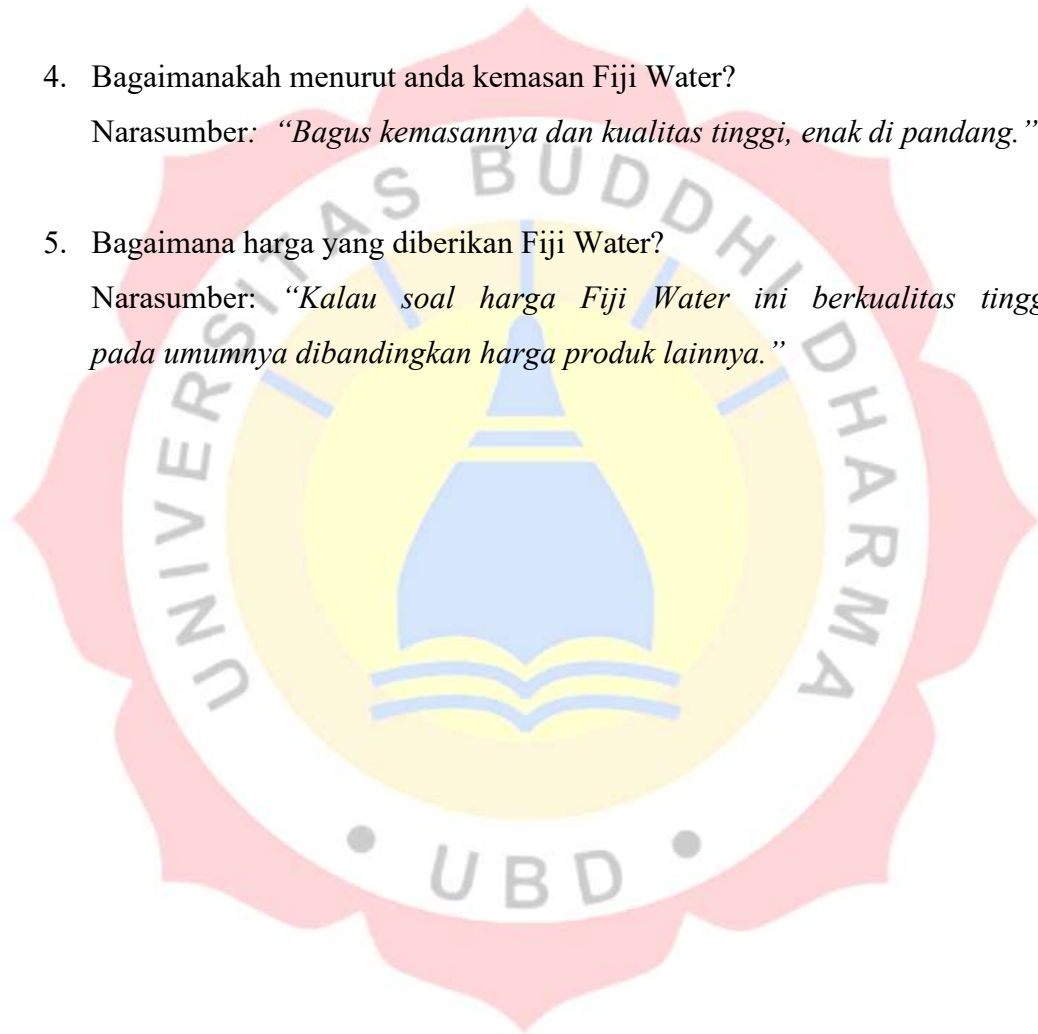 4. Bagaimanakah menurut anda kemasan Fiji Water?
Narasumber: “Bagus kemasannya dan kualitas tinggi, enak di pandang.”
5. Bagaimana harga yang diberikan Fiji Water?
Narasumber: “Kalau soal harga Fiji Water ini berkualitas tingg
pada umumnya dibandingkan harga produk lainnya.”
UNIVERSITAS BUDDHI DHARMA
• UBD •